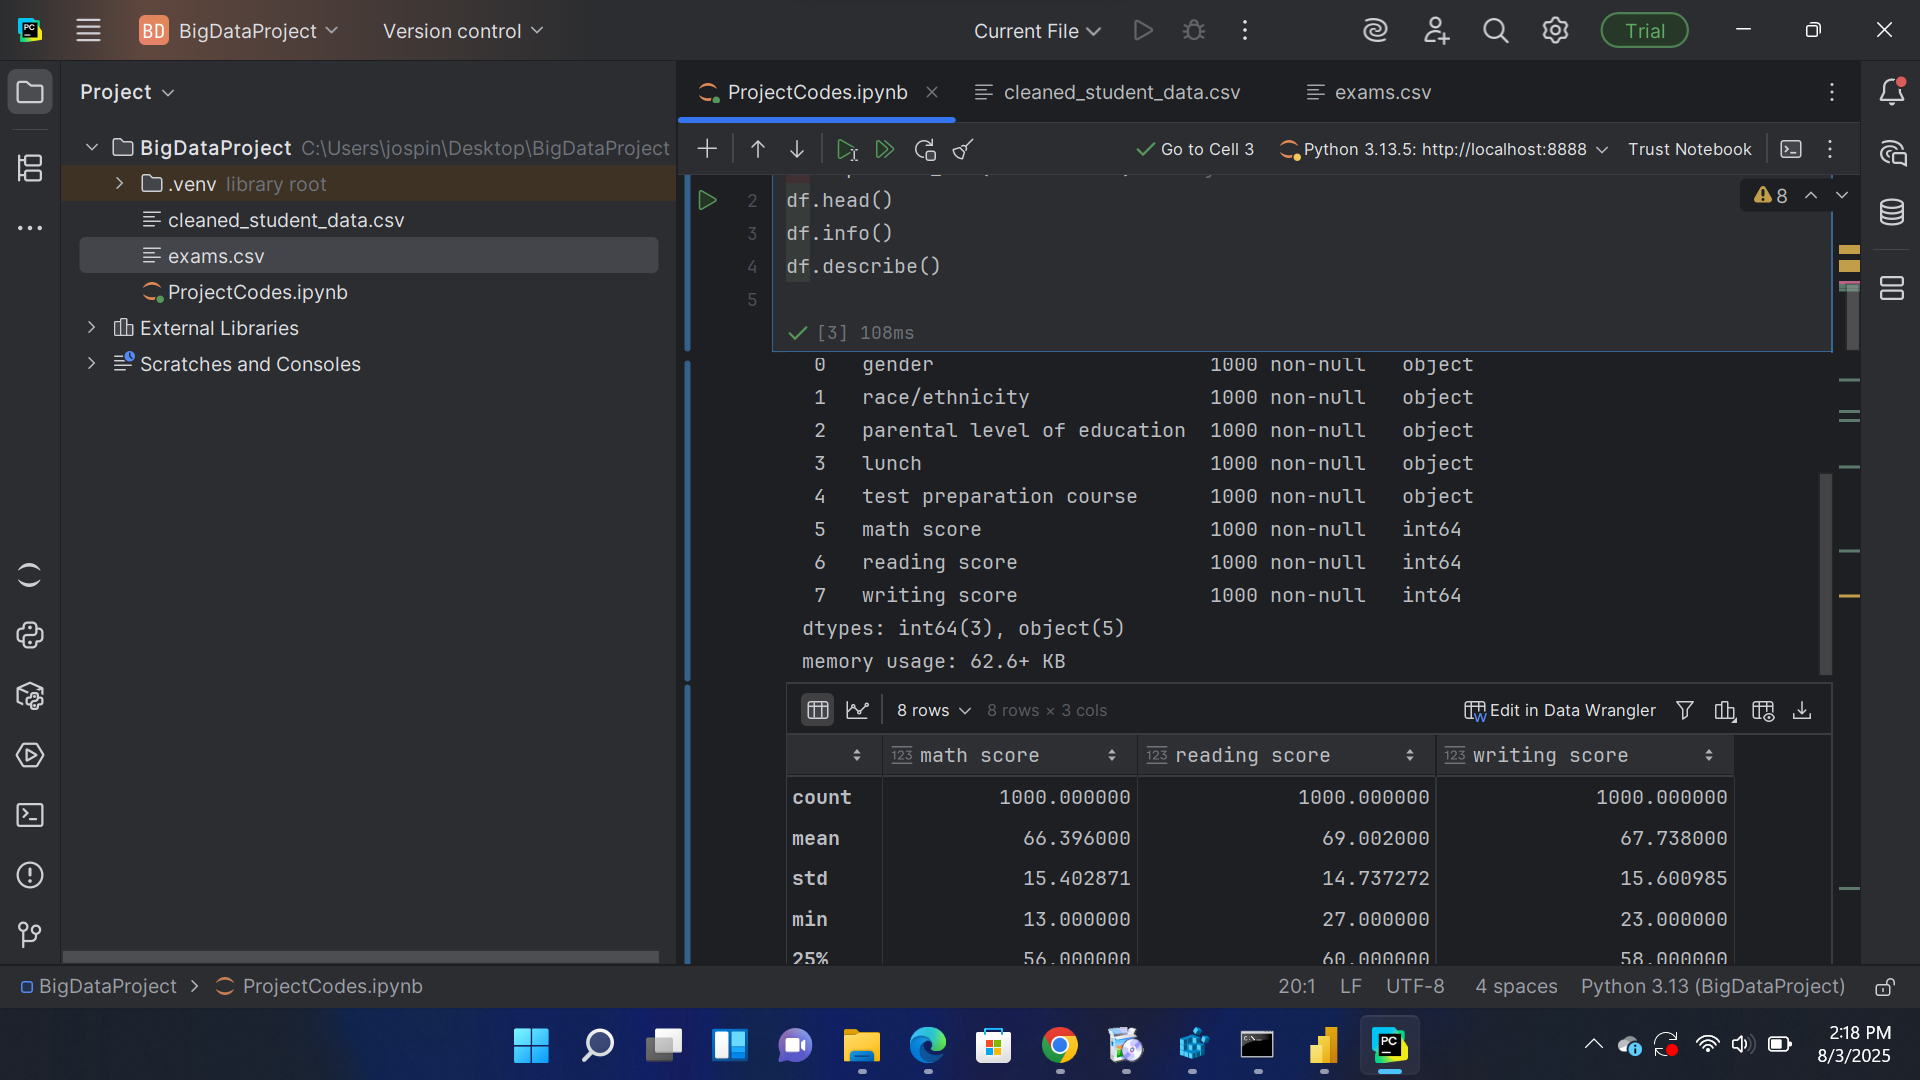 PC
BD BigDataProject
Version control
Current File
Trial
Project
ProjectCodes.ipynb
cleaned_student_data.csv
exams.csv
BigDataProject C:\Users\jospin\Desktop\BigDataProject
.venv library root
cleaned_student_data.csv
exams.csv
ProjectCodes.ipynb
External Libraries
Scratches and Consoles
Go to Cell 3
Python 3.13.5: http://localhost:8888
Trust Notebook
8
2 df.head()
3 df.info()
4 df.describe()
5
[3] 108ms
0 gender 1000 non-null object
1 race/ethnicity 1000 non-null object
2 parental level of education 1000 non-null object
3 lunch 1000 non-null object
4 test preparation course 1000 non-null object
5 math score 1000 non-null int64
6 reading score 1000 non-null int64
7 writing score 1000 non-null int64
dtypes: int64(3), object(5)
memory usage: 62.6+ KB
8 rows 8 rows × 3 cols Edit in Data Wrangler
123 math score 123 reading score 123 writing score
count 1000.000000 1000.000000 1000.000000
mean 66.396000 69.002000 67.738000
std 15.402871 14.737272 15.600985
min 13.000000 27.000000 23.000000
25% 56.000000 60.000000 58.000000
BigDataProject > ProjectCodes.ipynb
20:1 LF UTF-8 4 spaces Python 3.13 (BigDataProject)
PC
2:18 PM
8/3/2025